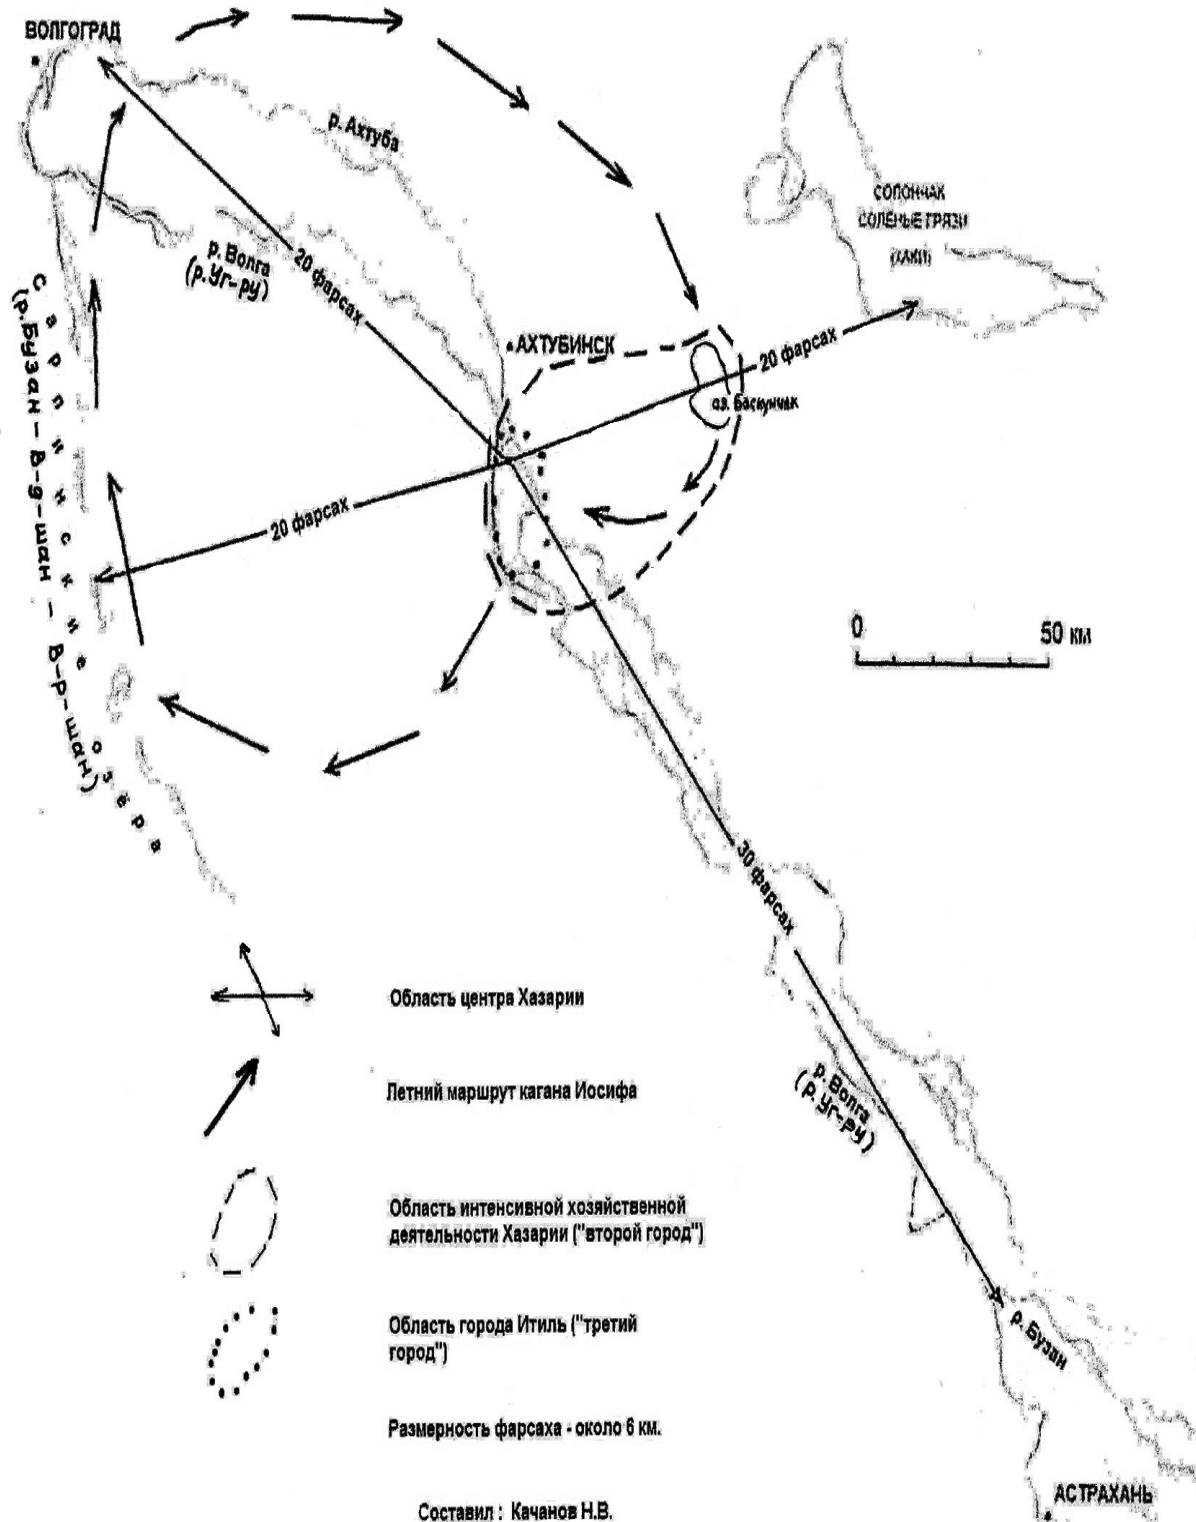 ВОЛГОГРАД
р. Ахтуба
СОЛОНЧАК
СОЛЁНЫЕ ГРЯЗИ
(ХАКИ)
р. Волга
(р. Уг-ру)
20 фарсах
Сарпинские озёра
(р. Бузан – В-д-шан – В-р-шан)
АХТУБИНСК
20 фарсах
оз. Баскунчак
20 фарсах
0 50 км
30 фарсах
Область центра Хазарии
Летний маршрут кагана Иосифа
р. Волга
(р. Уг-ру)
Область интенсивной хозяйственной
деятельности Хазарии ("второй город")
Область города Итиль ("третий
город")
р. Бузан
Размерность фарсаха - около 6 км.
АСТРАХАНЬ
Составил : Качанов Н.В.